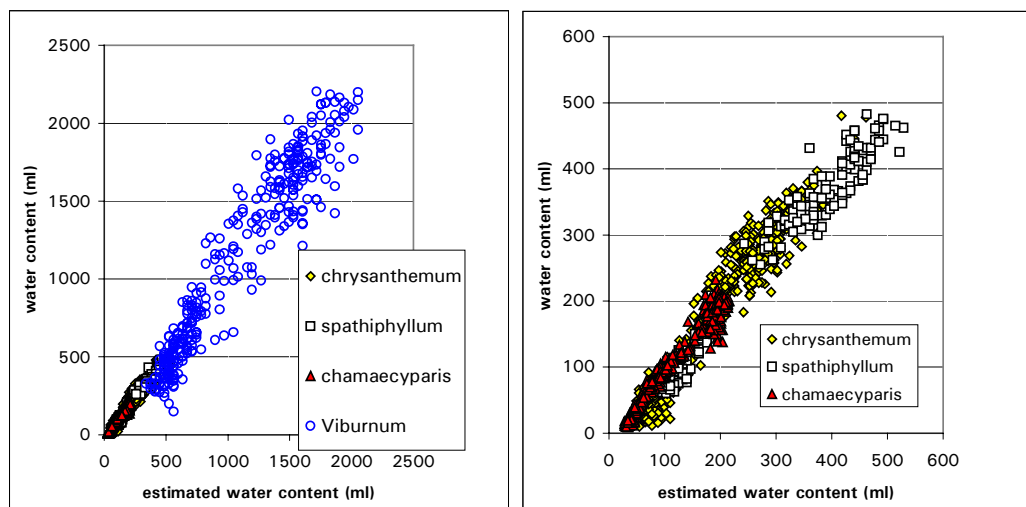 2500
2000
1500
1000
500
0
water content (ml)
chrysanthemum
spathiphyllum
chamaecyparis
Viburnum
0 500 1000 1500 2000 2500
estimated water content (ml)
600
500
400
300
200
100
0
water content (ml)
chrysanthemum
spathiphyllum
chamaecyparis
0 100 200 300 400 500 600
estimated water content (ml)